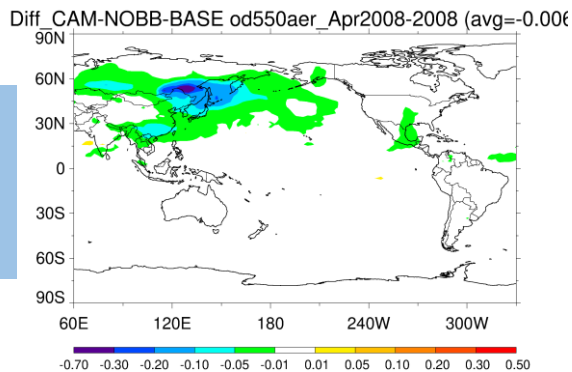 Diff_CAM-NOBB-BASE od550aer_Apr2008-2008 (avg=-0.006
90N
60N
30N
0
30S
60S
90S
60E 120E 180 240W 300W
-0.70 -0.30 -0.20 -0.10 -0.05 -0.01 0.01 0.05 0.10 0.20 0.30 0.50